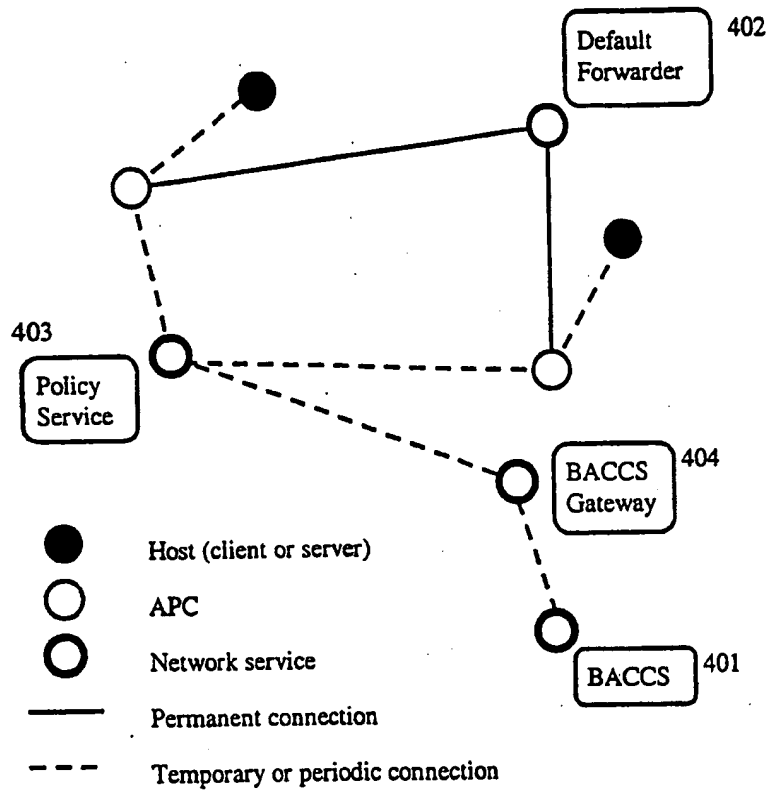 402
Default
Forwarder
403
Policy
Service
BACCS
Gateway
404
BACCS
401
Host (client or server)
APC
Network service
Permanent connection
Temporary or periodic connection